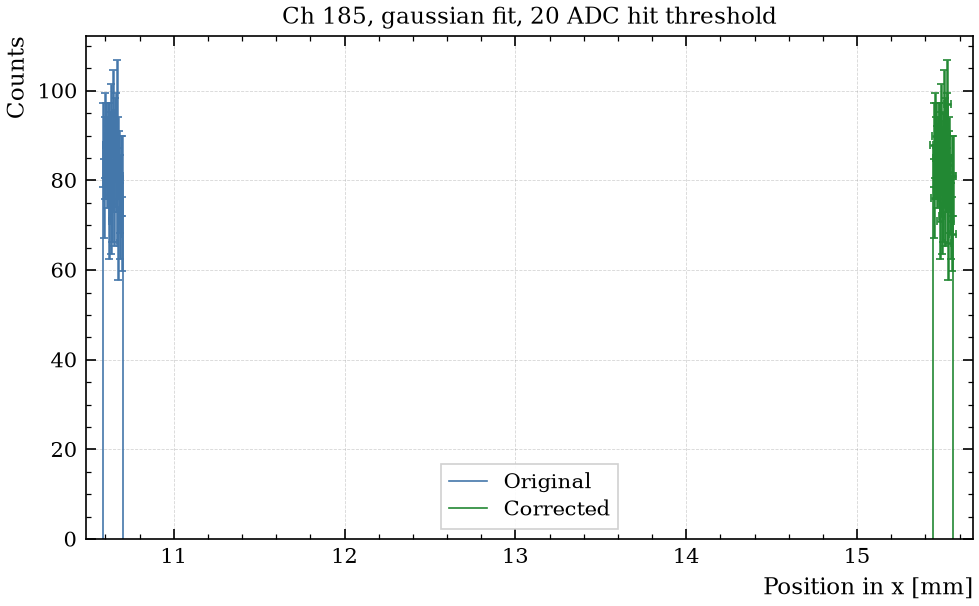 Ch 185, gaussian fit, 20 ADC hit threshold
Counts
100
80
60
40
20
0
Original
Corrected
11
12
13
14
15
Position in x [mm]